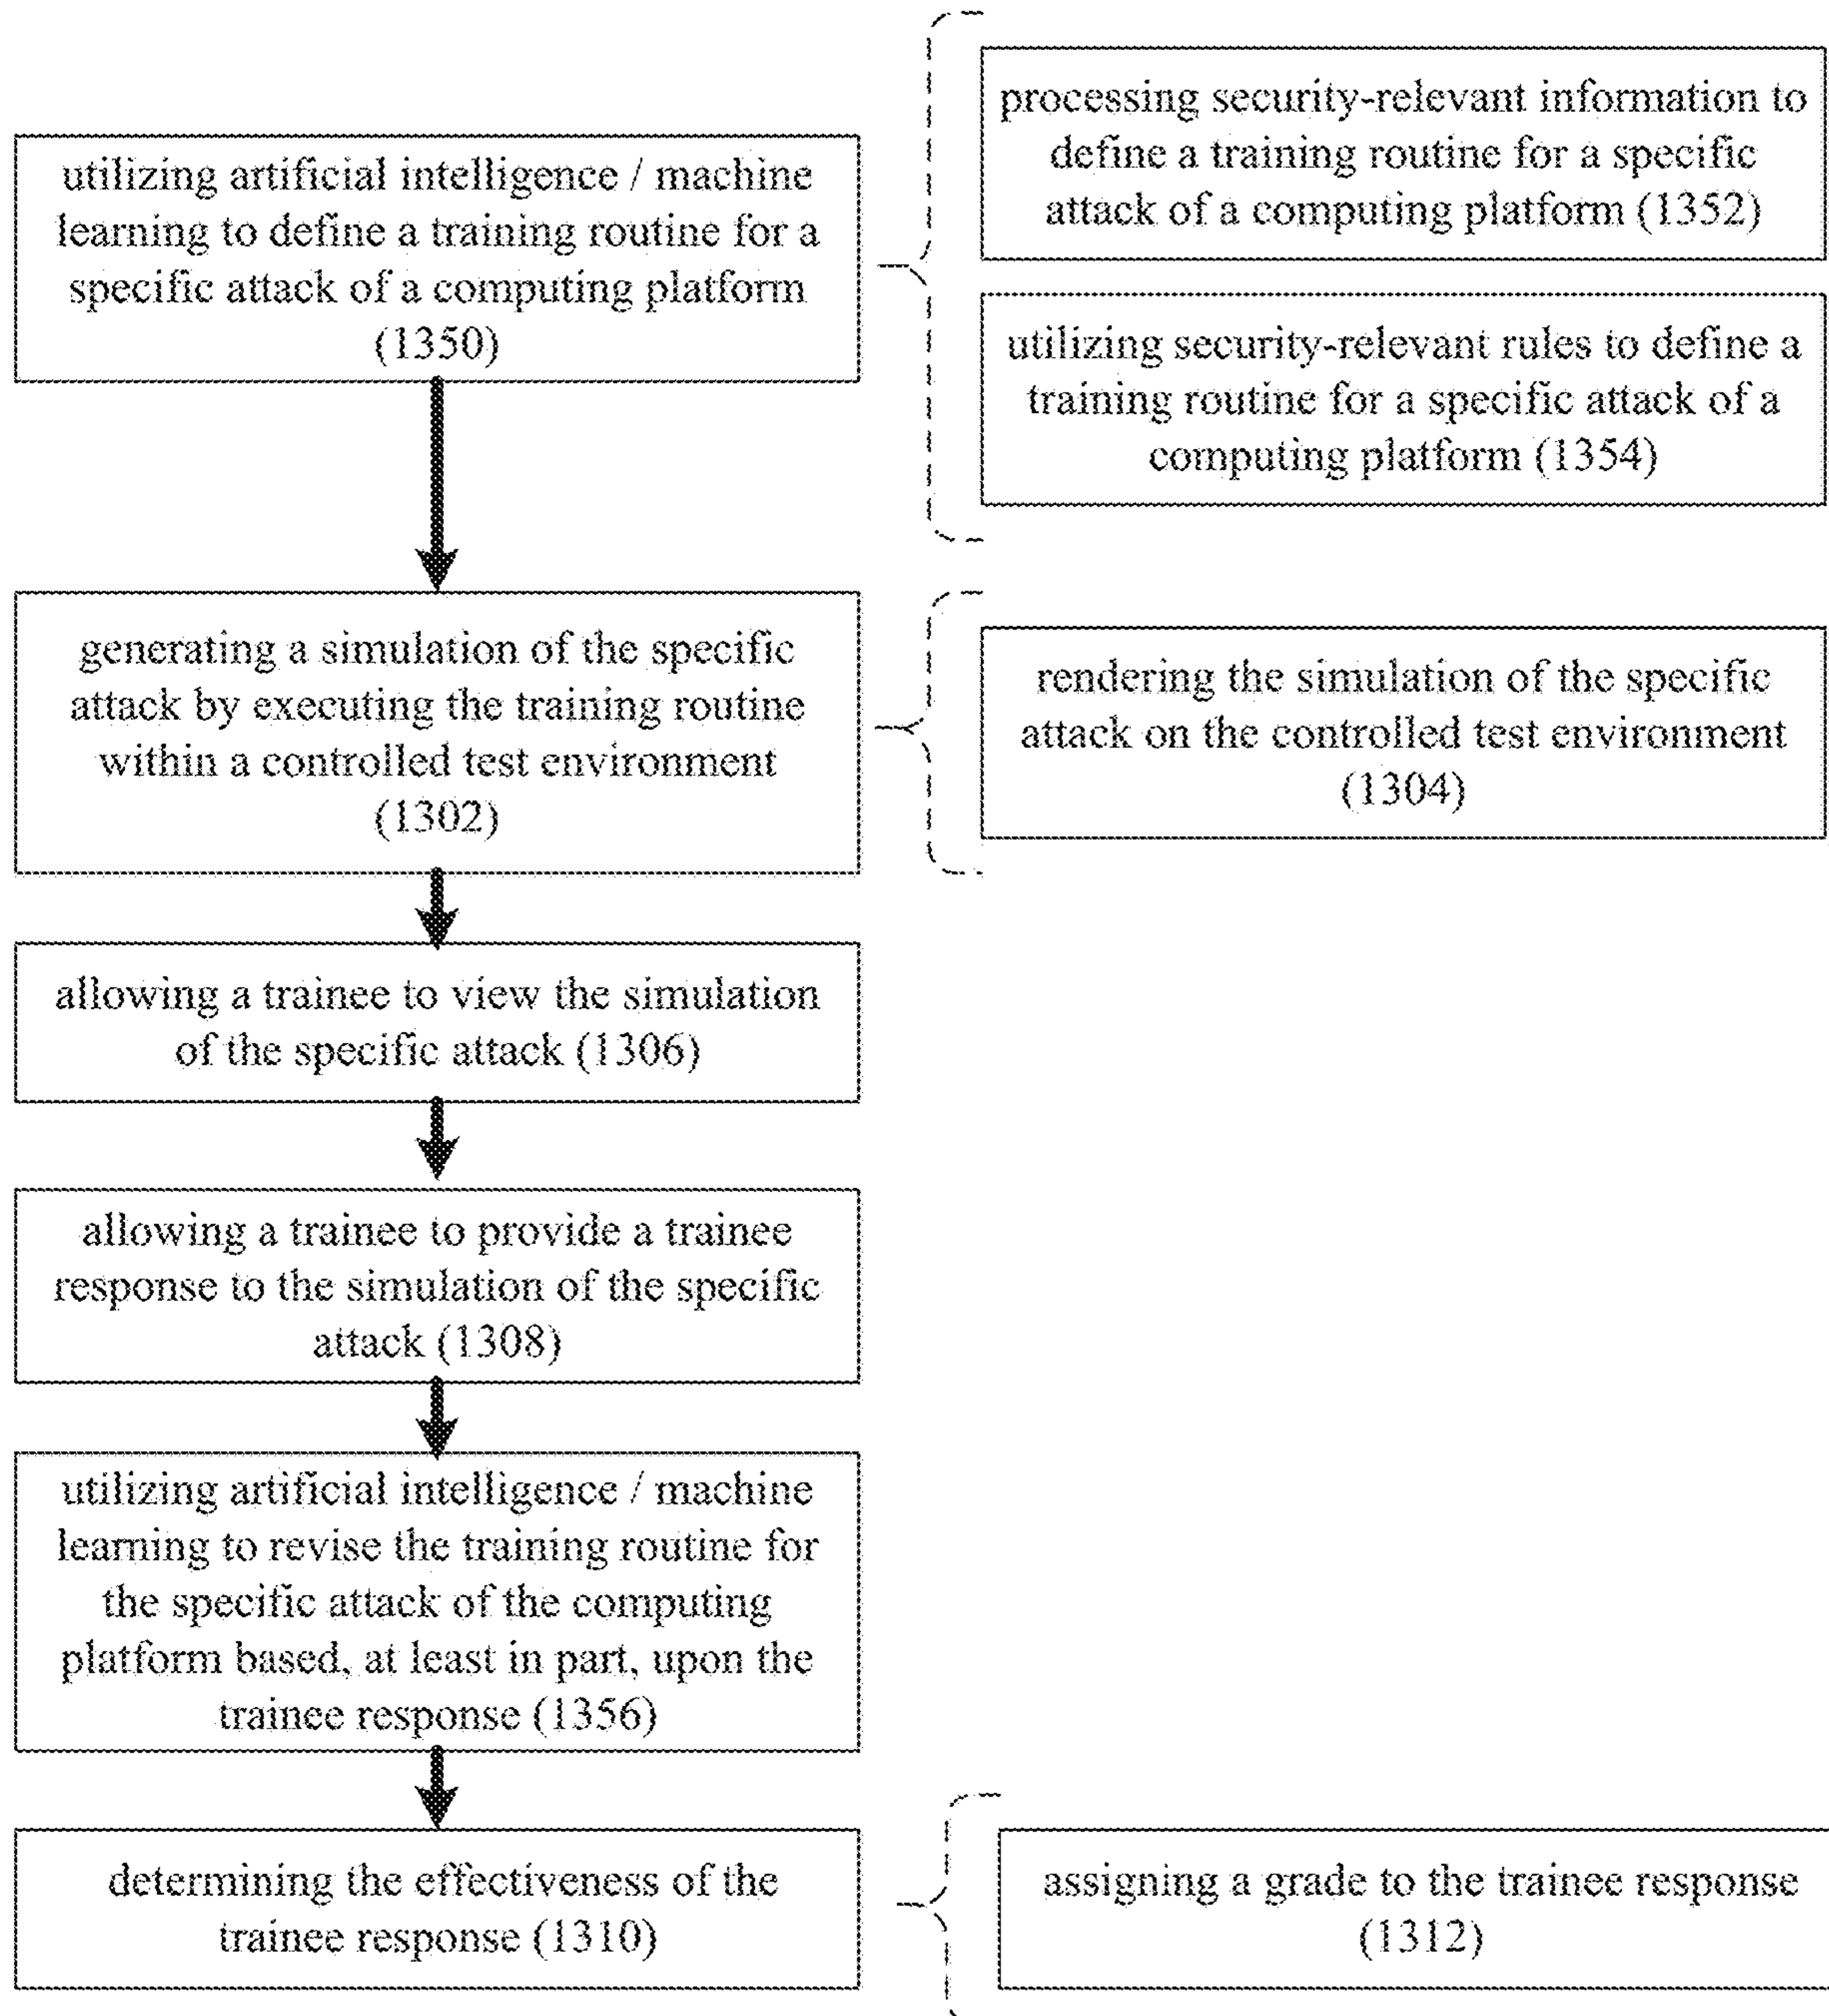 utilizing artificial intelligence / machine
learning to define a training routine for a
specific attack of a computing platform
(1350)
processing security-relevant information to
define a training routine for a specific
attack of a computing platform (1352)
utilizing security-relevant rules to define a
training routine for a specific attack of a
computing platform (1354)
generating a simulation of the specific
attack by executing the training routine
within a controlled test environment
(1302)
rendering the simulation of the specific
attack on the controlled test environment
(1304)
allowing a trainee to view the simulation
of the specific attack (1306)
allowing a trainee to provide a trainee
response to the simulation of the specific
attack (1308)
utilizing artificial intelligence / machine
learning to revise the training routine for
the specific attack of the computing
platform based, at least in part, upon the
trainee response (1356)
determining the effectiveness of the
trainee response (1310)
assigning a grade to the trainee response
(1312)